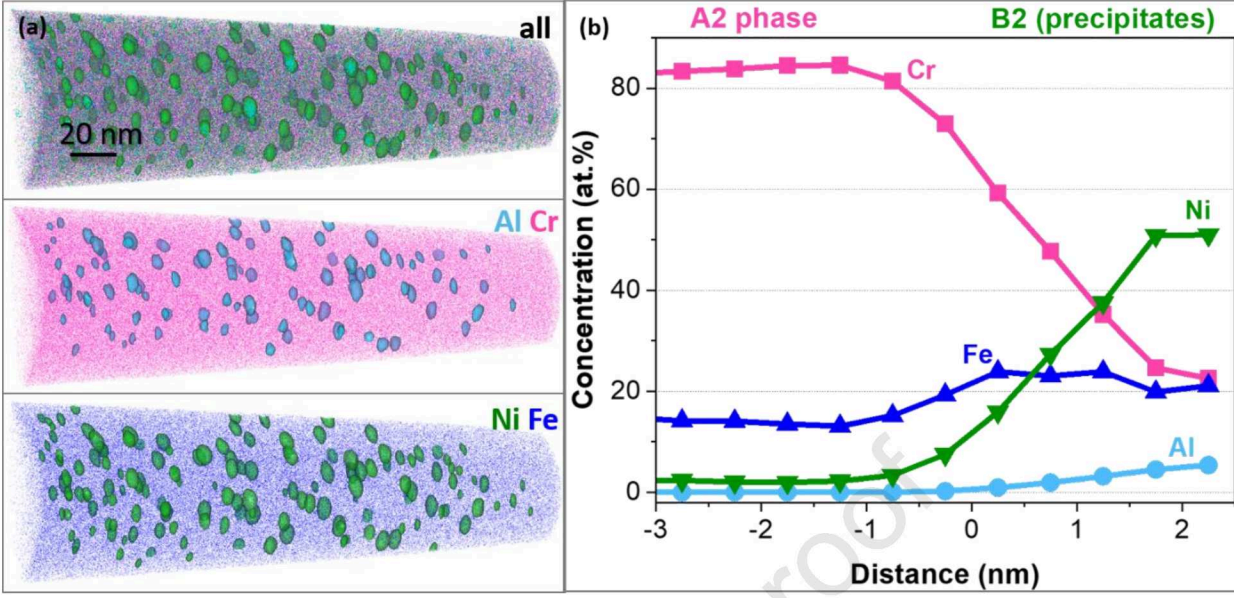 (a)
all
20 nm
Al Cr
Ni Fe
(b)
A2 phase
B2 (precipitates)
Cr
Ni
Fe
Al
Concentration (at.%)
80
60
40
20
0
-3
-2
-1
0
1
2
Distance (nm)
roof